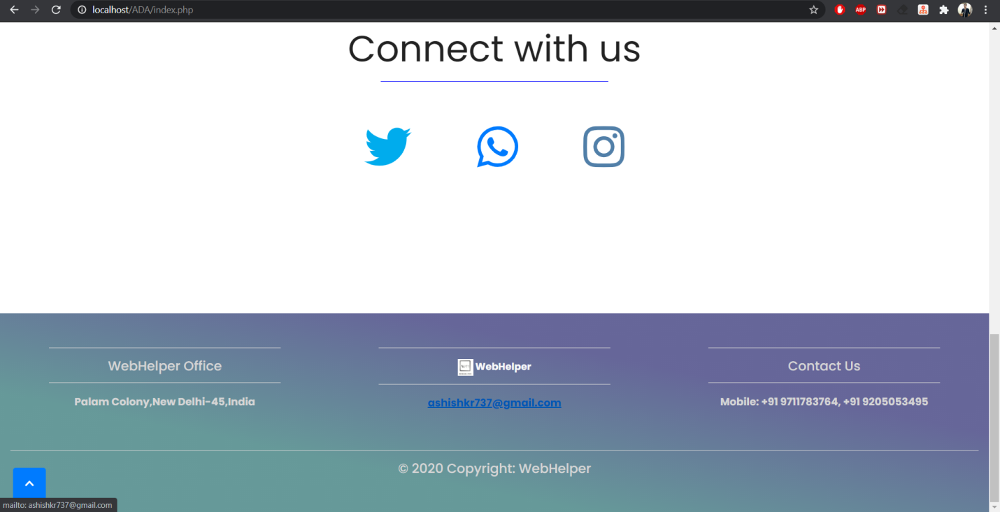 localhost/ADA/index.php
ABP
Connect with us
WebHelper Office
WebHelper
Contact Us
Palam Colony,New Delhi-45,India
ashishkr737@gmail.com
Mobile: +91 9711783764, +91 9205053495
© 2020 Copyright: WebHelper
mailto: ashishkr737@gmail.com